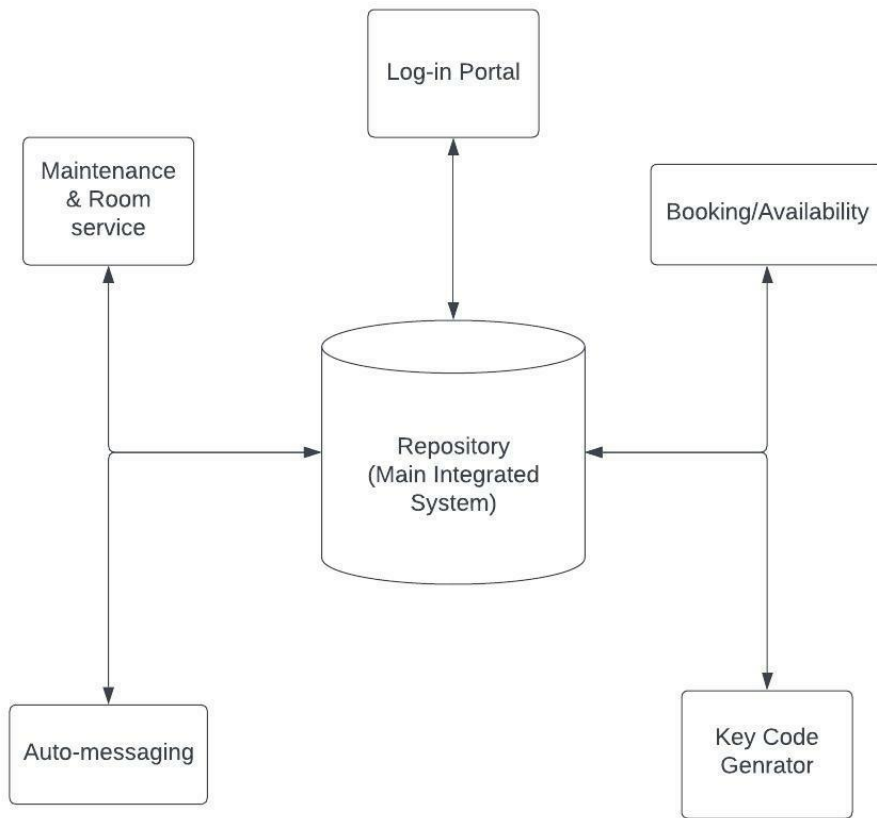 Log-in Portal
Maintenance
& Room
service
Booking/Availability
Repository
(Main Integrated
System)
Auto-messaging
Key Code
Genrator